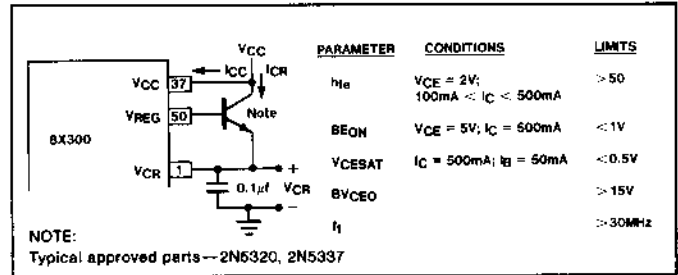 PARAMETER CONDITIONS LIMITS
VCC
ICC ICR
VCC 37
VREG 50
Note
8X300
VCR 1
+
0.1μf VCR
−
hfe VCE = 2V; >50
100mA < IC < 500mA
BEON VCE = 5V; IC = 500mA <1V
VCESAT IC = 500mA; IB = 50mA <0.5V
BVCEO >15V
ft >30MHz
NOTE:
Typical approved parts—2N5320, 2N5337